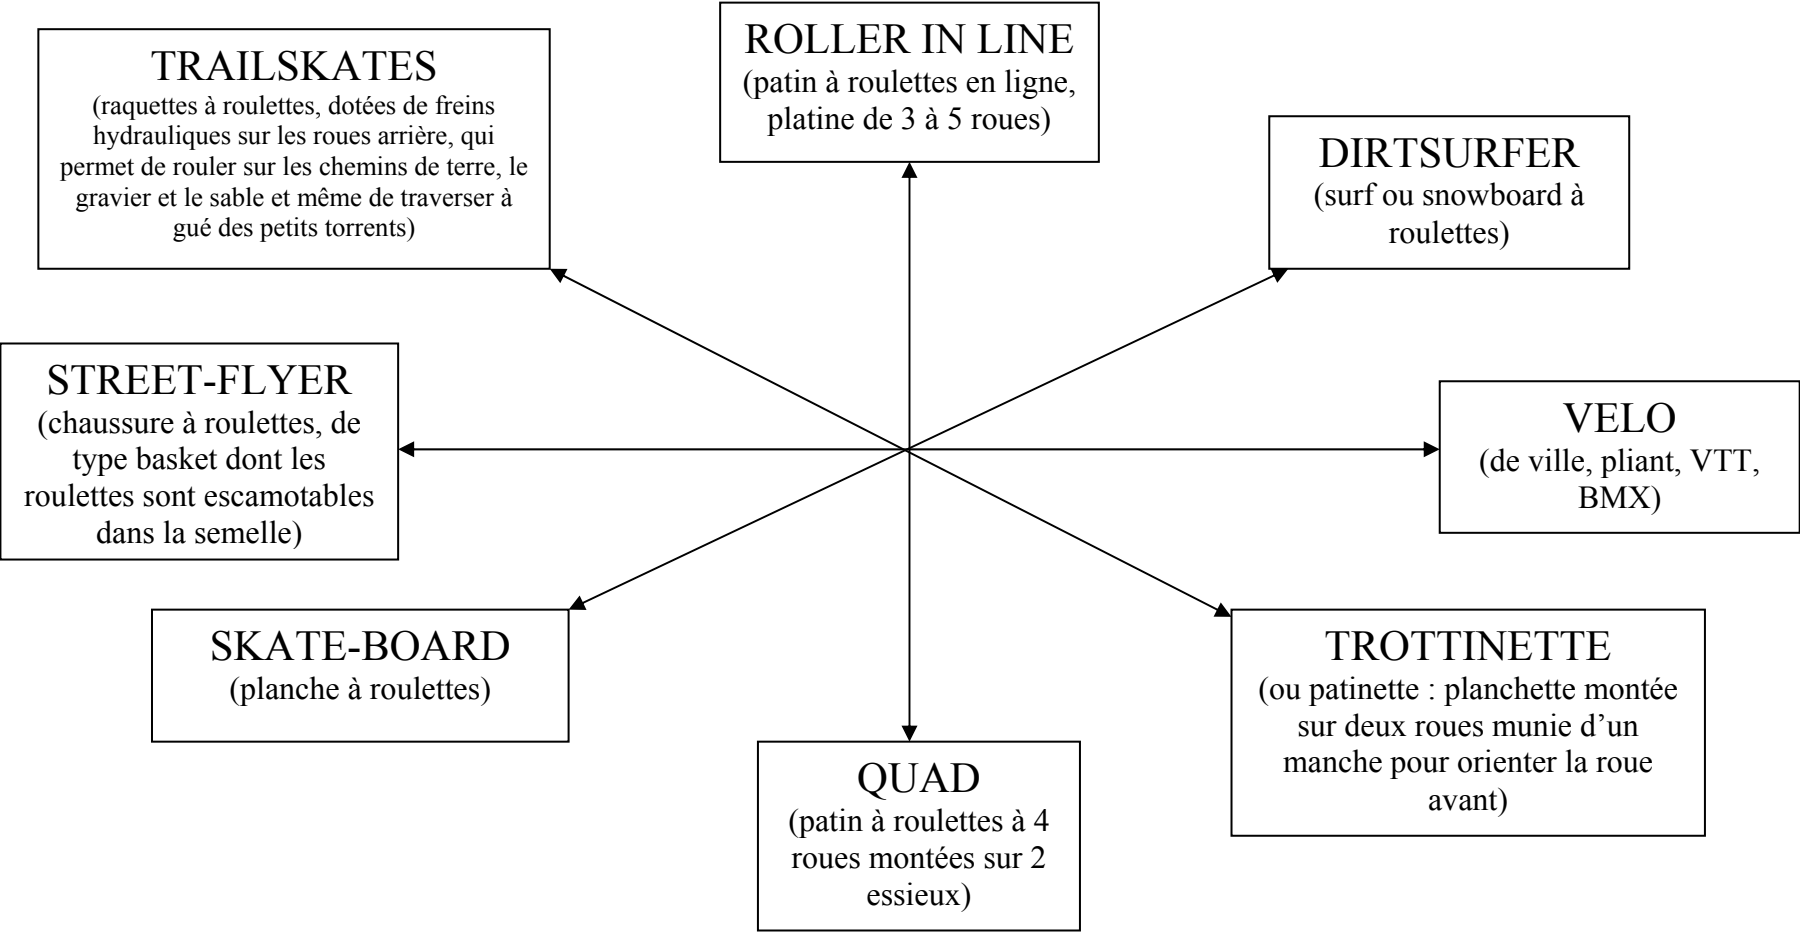 ROLLER IN LINE
(patin à roulettes en ligne,
platine de 3 à 5 roues)
TRAILSKATES
(raquettes à roulettes, dotées de freins
hydrauliques sur les roues arrière, qui
permet de rouler sur les chemins de terre, le
gravier et le sable et même de traverser à
gué des petits torrents)
DIRTSURFER
(surf ou snowboard à
roulettes)
STREET-FLYER
(chaussure à roulettes, de
type basket dont les
roulettes sont escamotables
dans la semelle)
VELO
(de ville, pliant, VTT,
BMX)
SKATE-BOARD
(planche à roulettes)
TROTTINETTE
(ou patinette : planchette montée
sur deux roues munie d’un
manche pour orienter la roue
avant)
QUAD
(patin à roulettes à 4
roues montées sur 2
essieux)